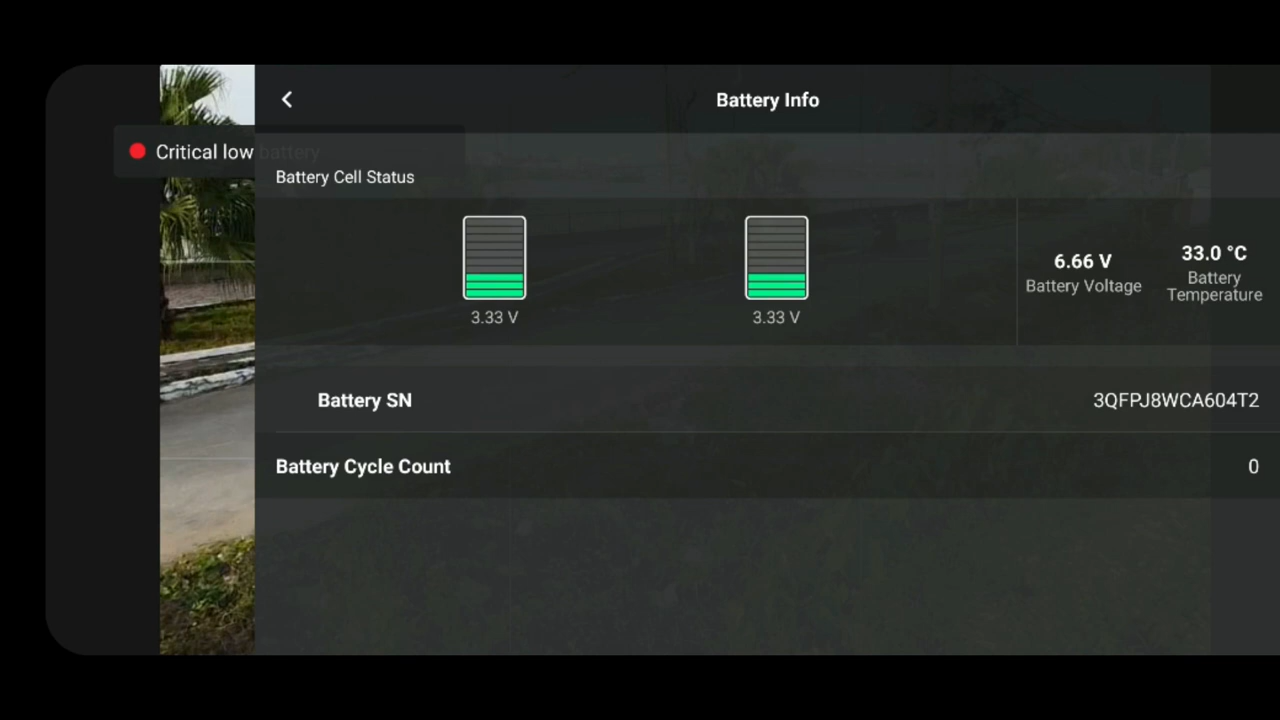 Battery Info
Critical low battery
Battery Cell Status
3.33 V
3.33 V
6.66 V
Battery Voltage
33.0 °C
Battery
Temperature
Battery SN
3QFPJ8WCA604T2
Battery Cycle Count
0